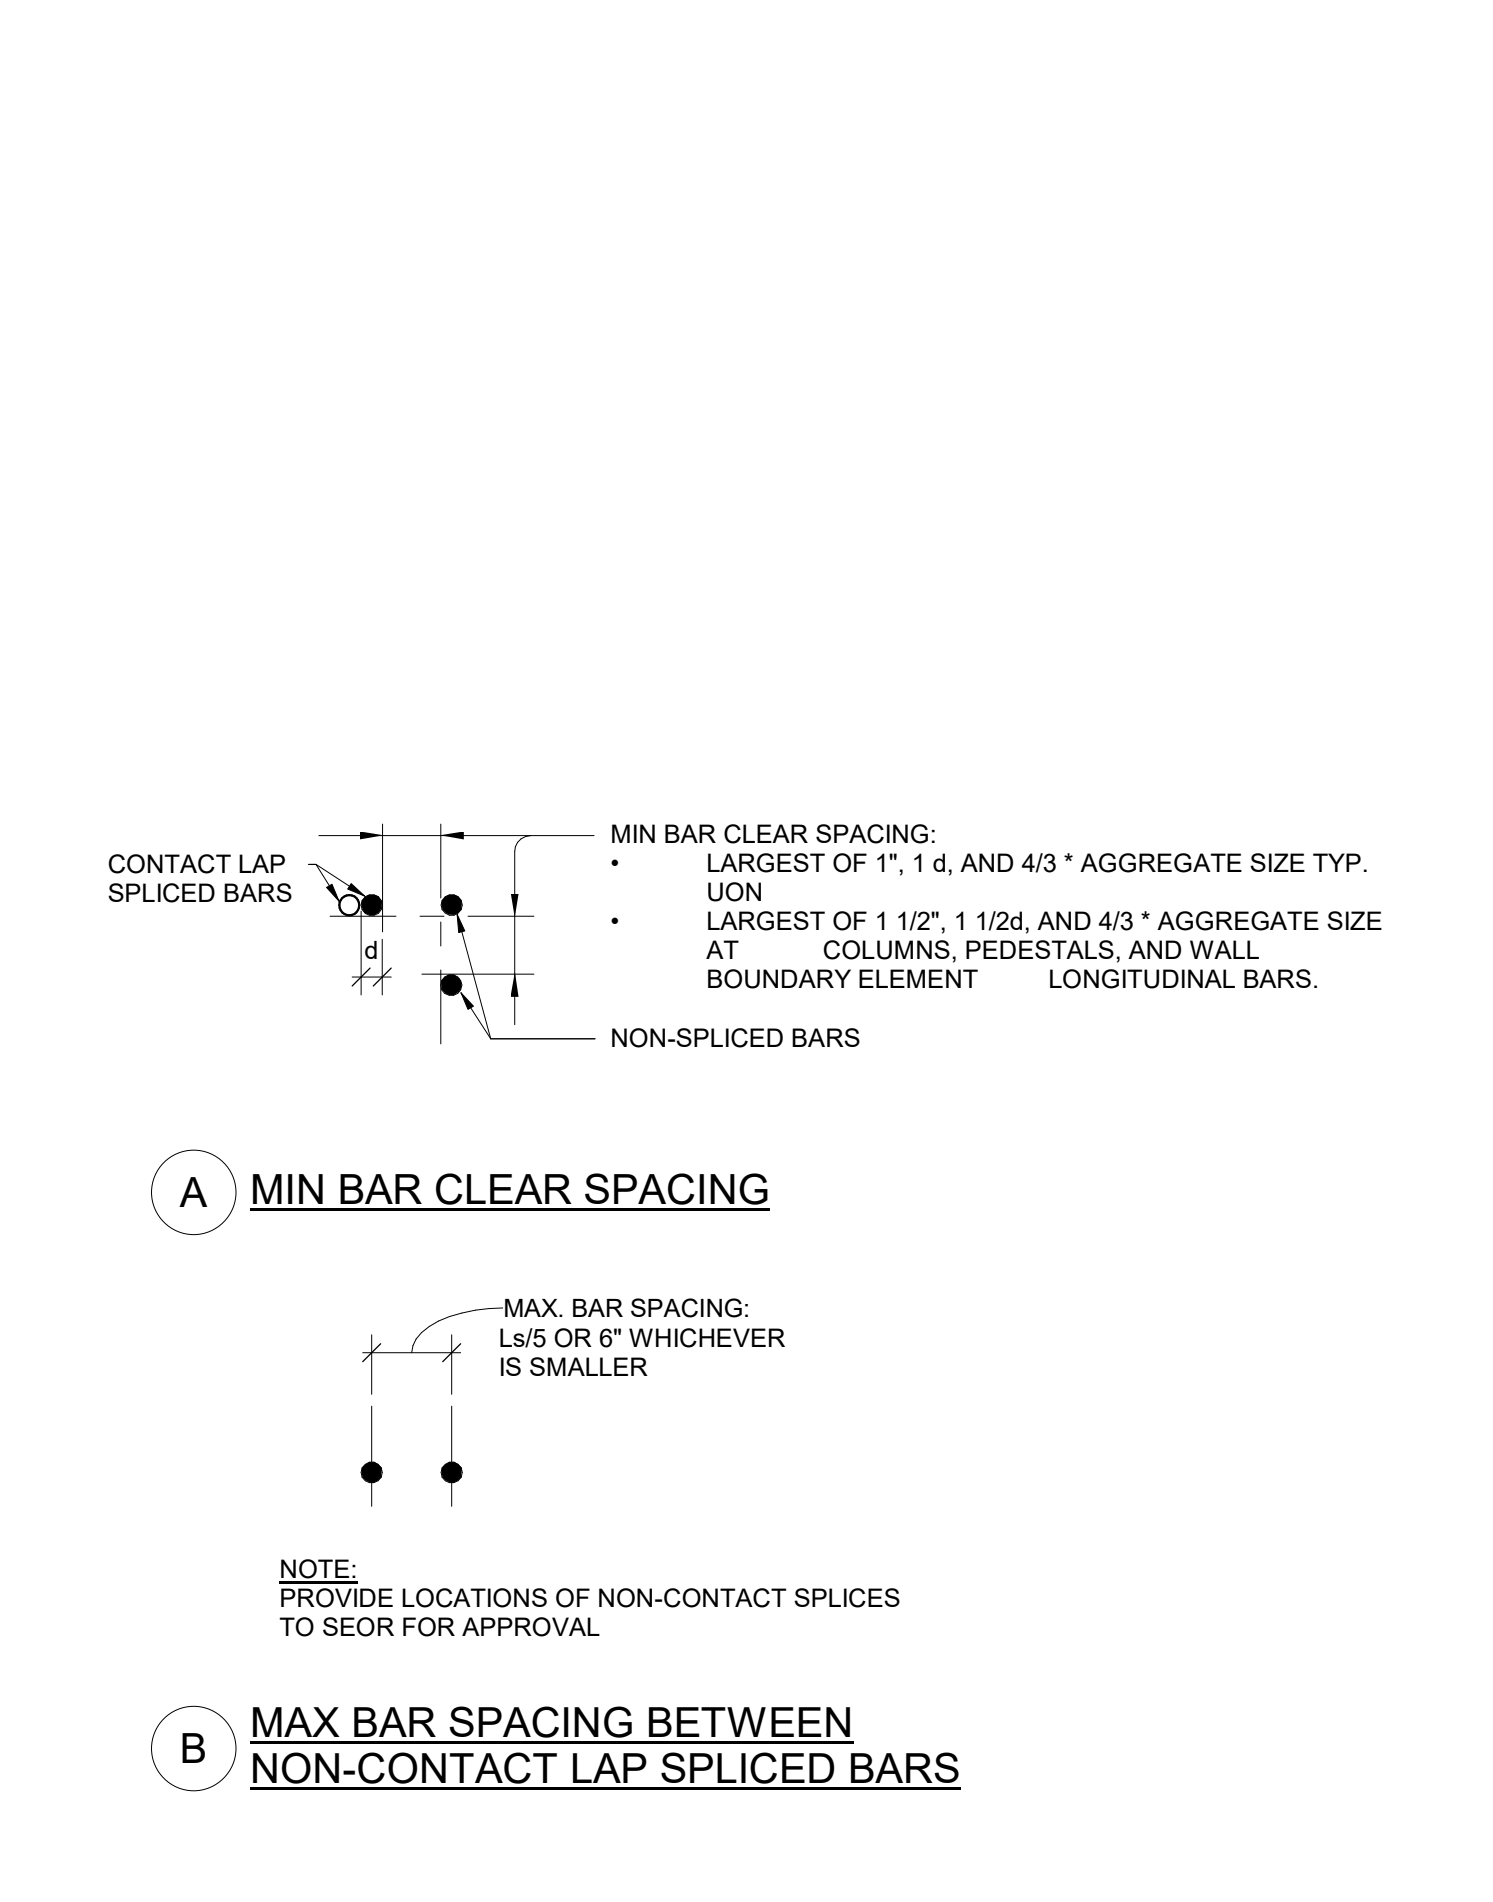 MIN BAR CLEAR SPACING:
• LARGEST OF 1", 1 d, AND 4/3 * AGGREGATE SIZE TYP.
UON
• LARGEST OF 1 1/2", 1 1/2d, AND 4/3 * AGGREGATE SIZE
AT COLUMNS, PEDESTALS, AND WALL
BOUNDARY ELEMENT LONGITUDINAL BARS.
CONTACT LAP
SPLICED BARS
d
NON-SPLICED BARS
A
MIN BAR CLEAR SPACING
MAX. BAR SPACING:
Ls/5 OR 6" WHICHEVER
IS SMALLER
NOTE:
PROVIDE LOCATIONS OF NON-CONTACT SPLICES
TO SEOR FOR APPROVAL
B
MAX BAR SPACING BETWEEN
NON-CONTACT LAP SPLICED BARS